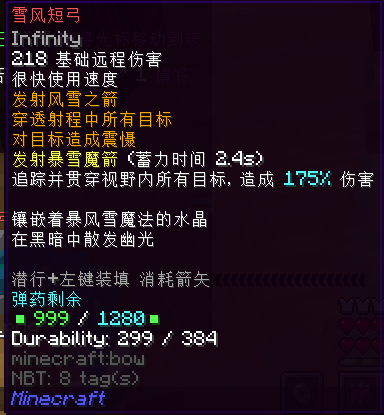 雪风短弓
Infinity
218 基础远程伤害
很快使用速度
发射风雪之箭
穿透射程中所有目标
对目标造成震慑
发射暴雪魔箭 (蓄力时间 2.4s)
追踪并贯穿视野内所有目标, 造成 175% 伤害
镶嵌着暴风雪魔法的水晶
在黑暗中散发幽光
潜行+左键装填 消耗箭矢
弹药剩余
▪ 999 / 1280 ▪
Durability: 299 / 384
minecraft:bow
NBT: 8 tag(s)
Minecraft